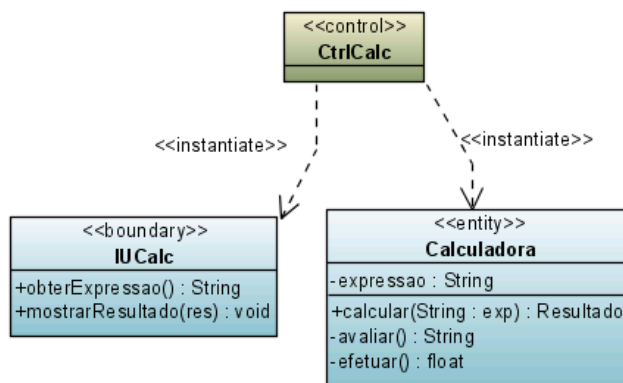 <<control>>
CtrlCalc
<<instantiate>>
<<instantiate>>
<<boundary>>
IUCalc
+obterExpressao() : String
+mostrarResultado(res) : void
<<entity>>
Calculadora
-expressao : String
+calcular(String : exp) : Resultado
-avaliar() : String
-efetuar() : float